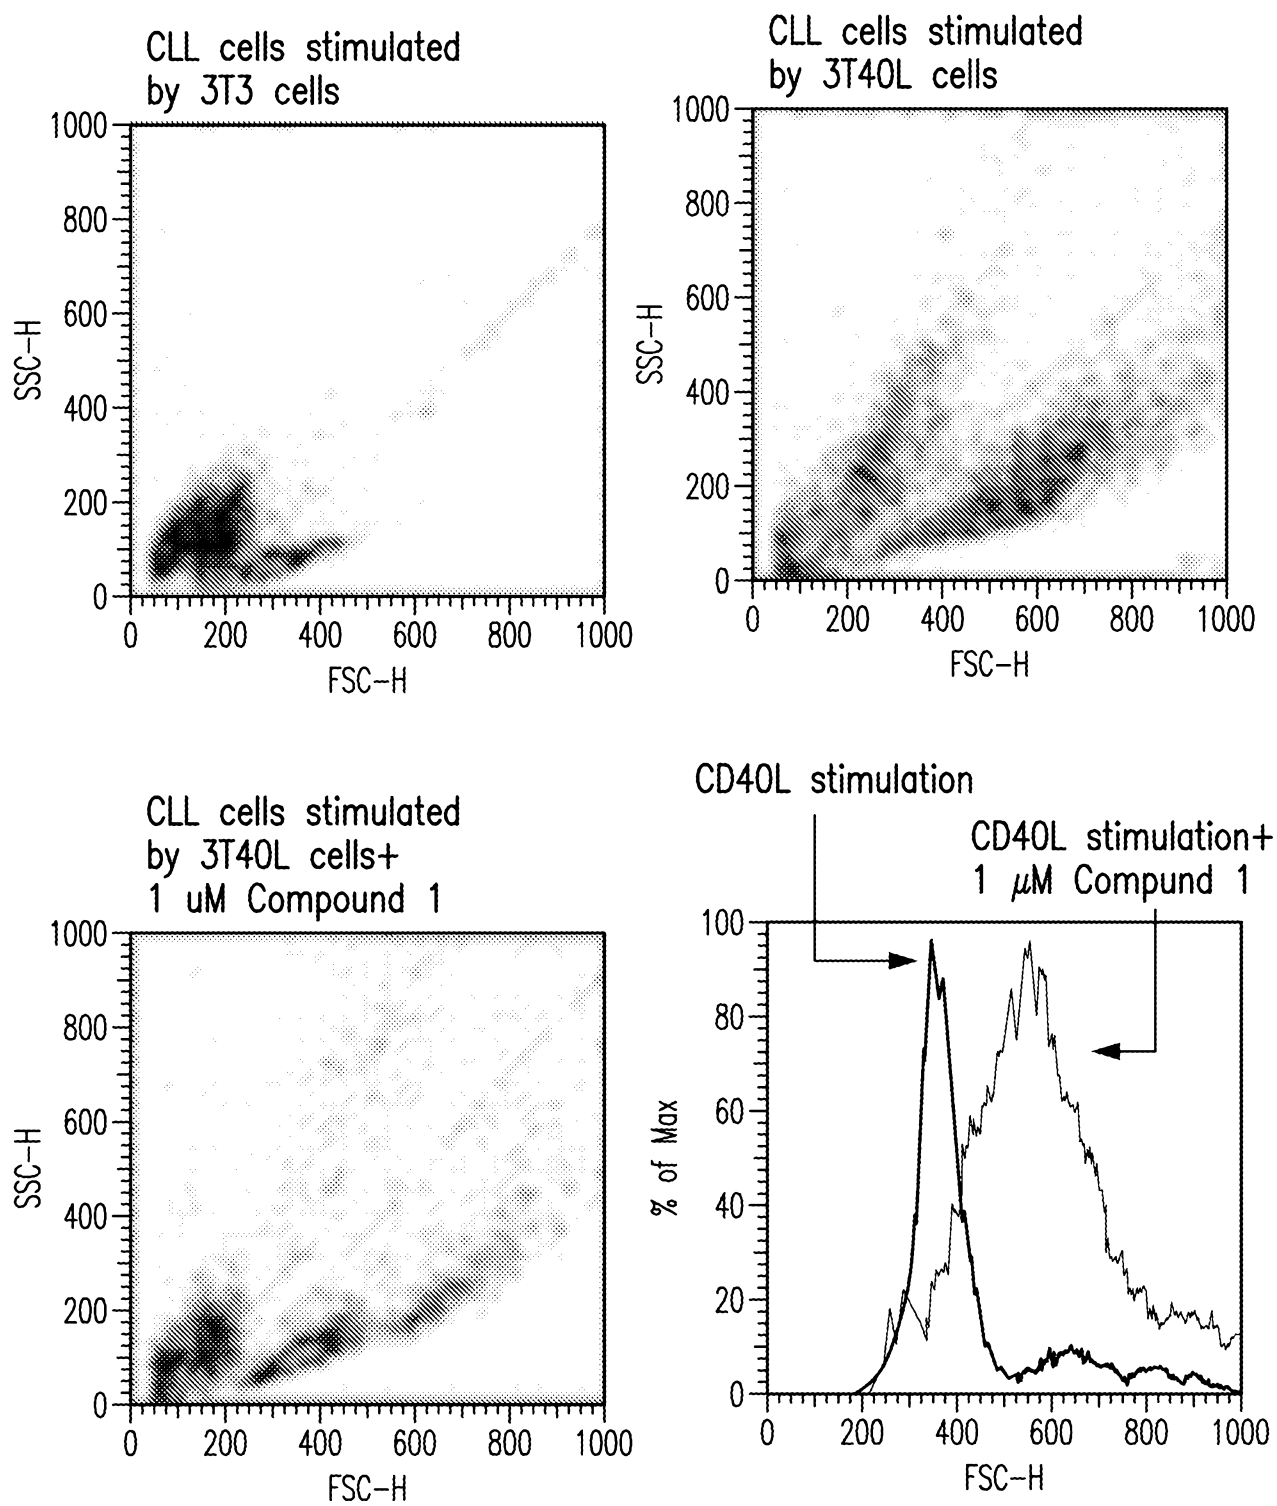 CLL cells stimulated
by 3T3 cells
1000
800
600
400
200
0
SSC-H
0 200 400 600 800 1000
FSC-H
CLL cells stimulated
by 3T40L cells
1000
800
600
400
200
0
SSC-H
0 200 400 600 800 1000
FSC-H
CLL cells stimulated
by 3T40L cells+
1 uM Compound 1
1000
800
600
400
200
0
SSC-H
0 200 400 600 800 1000
FSC-H
CD40L stimulation
CD40L stimulation+
1 μM Compund 1
100
80
60
40
20
0
% of Max
0 200 400 600 800 1000
FSC-H